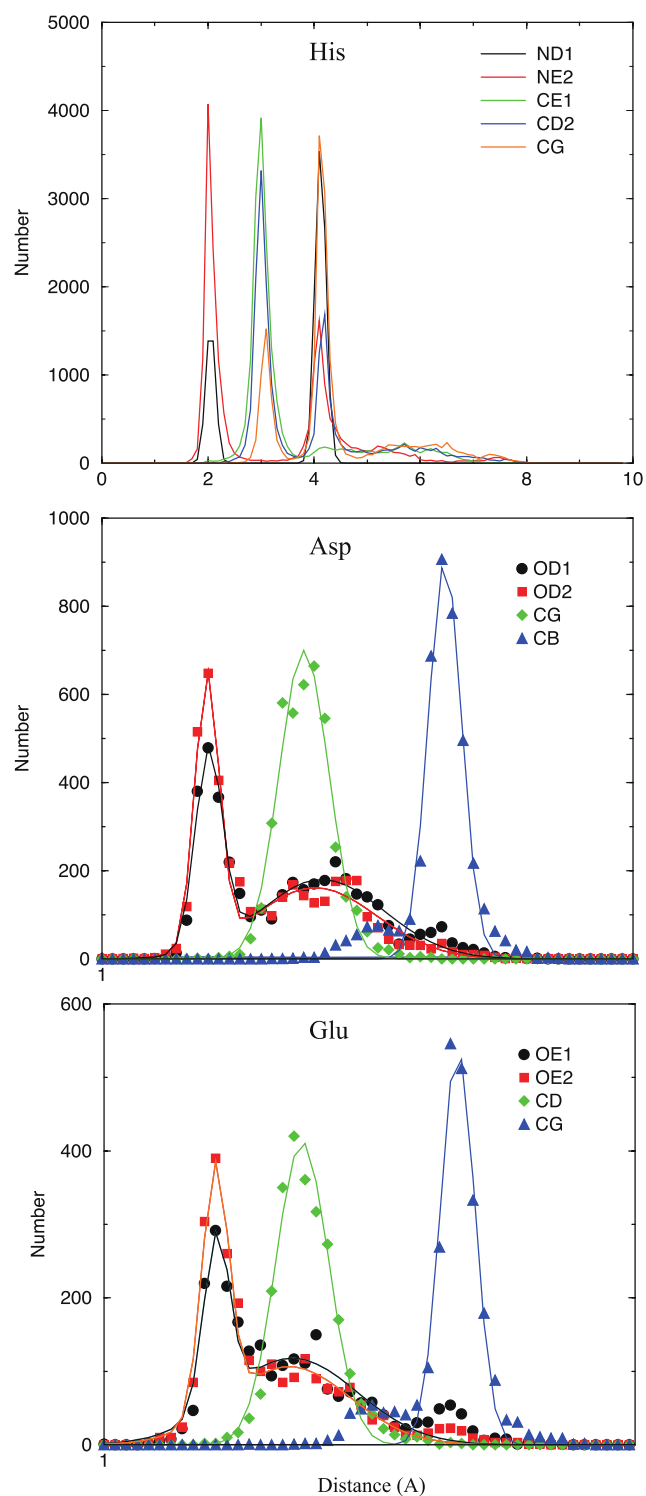 His
5000
4000
3000
2000
1000
0
Number
ND1
NE2
CE1
CD2
CG
0 2 4 6 8 10
Asp
1000
800
600
400
200
0
Number
OD1
OD2
CG
CB
1
Glu
600
400
200
0
Number
OE1
OE2
CD
CG
1
Distance (A)